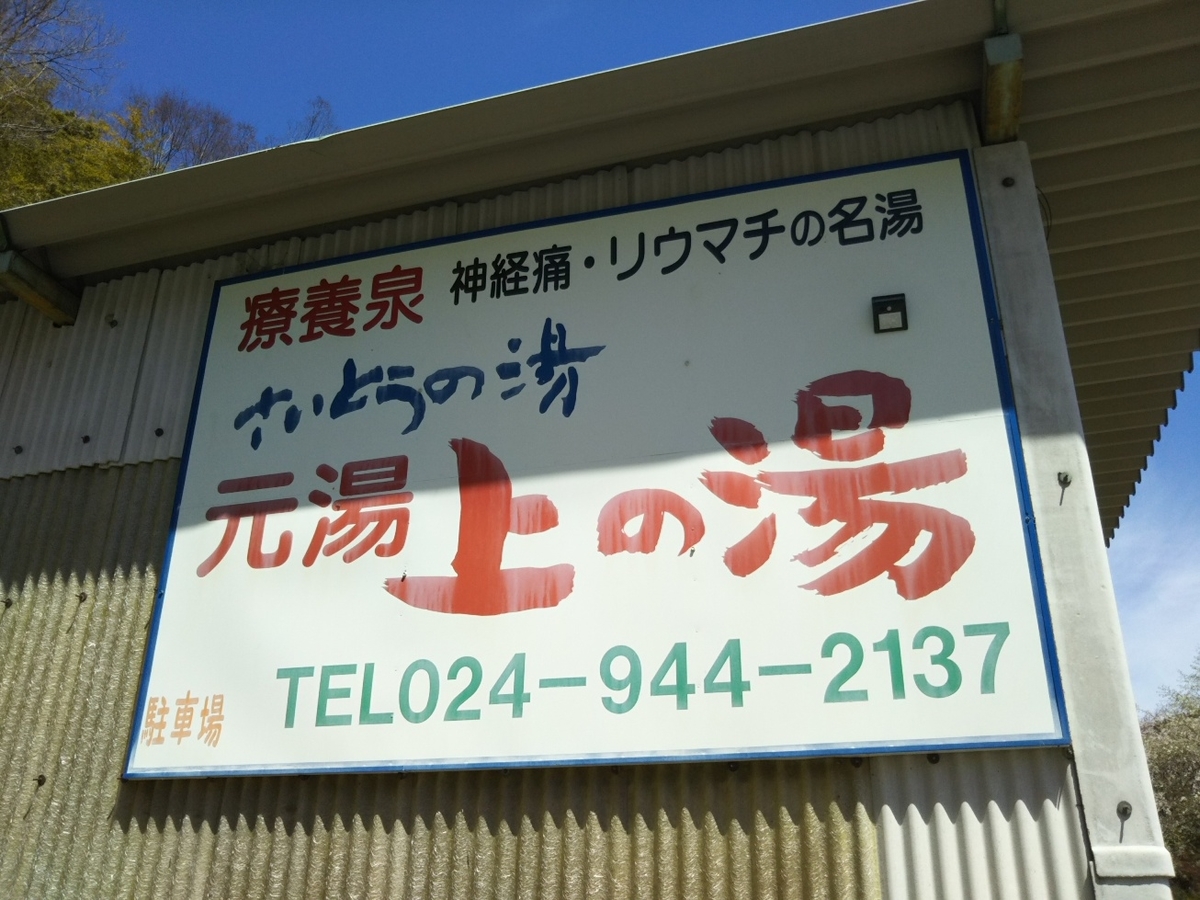 療養泉 神経痛・リウマチの名湯
さいとうの湯
元湯 上の湯
TEL024-944-2137
駐車場